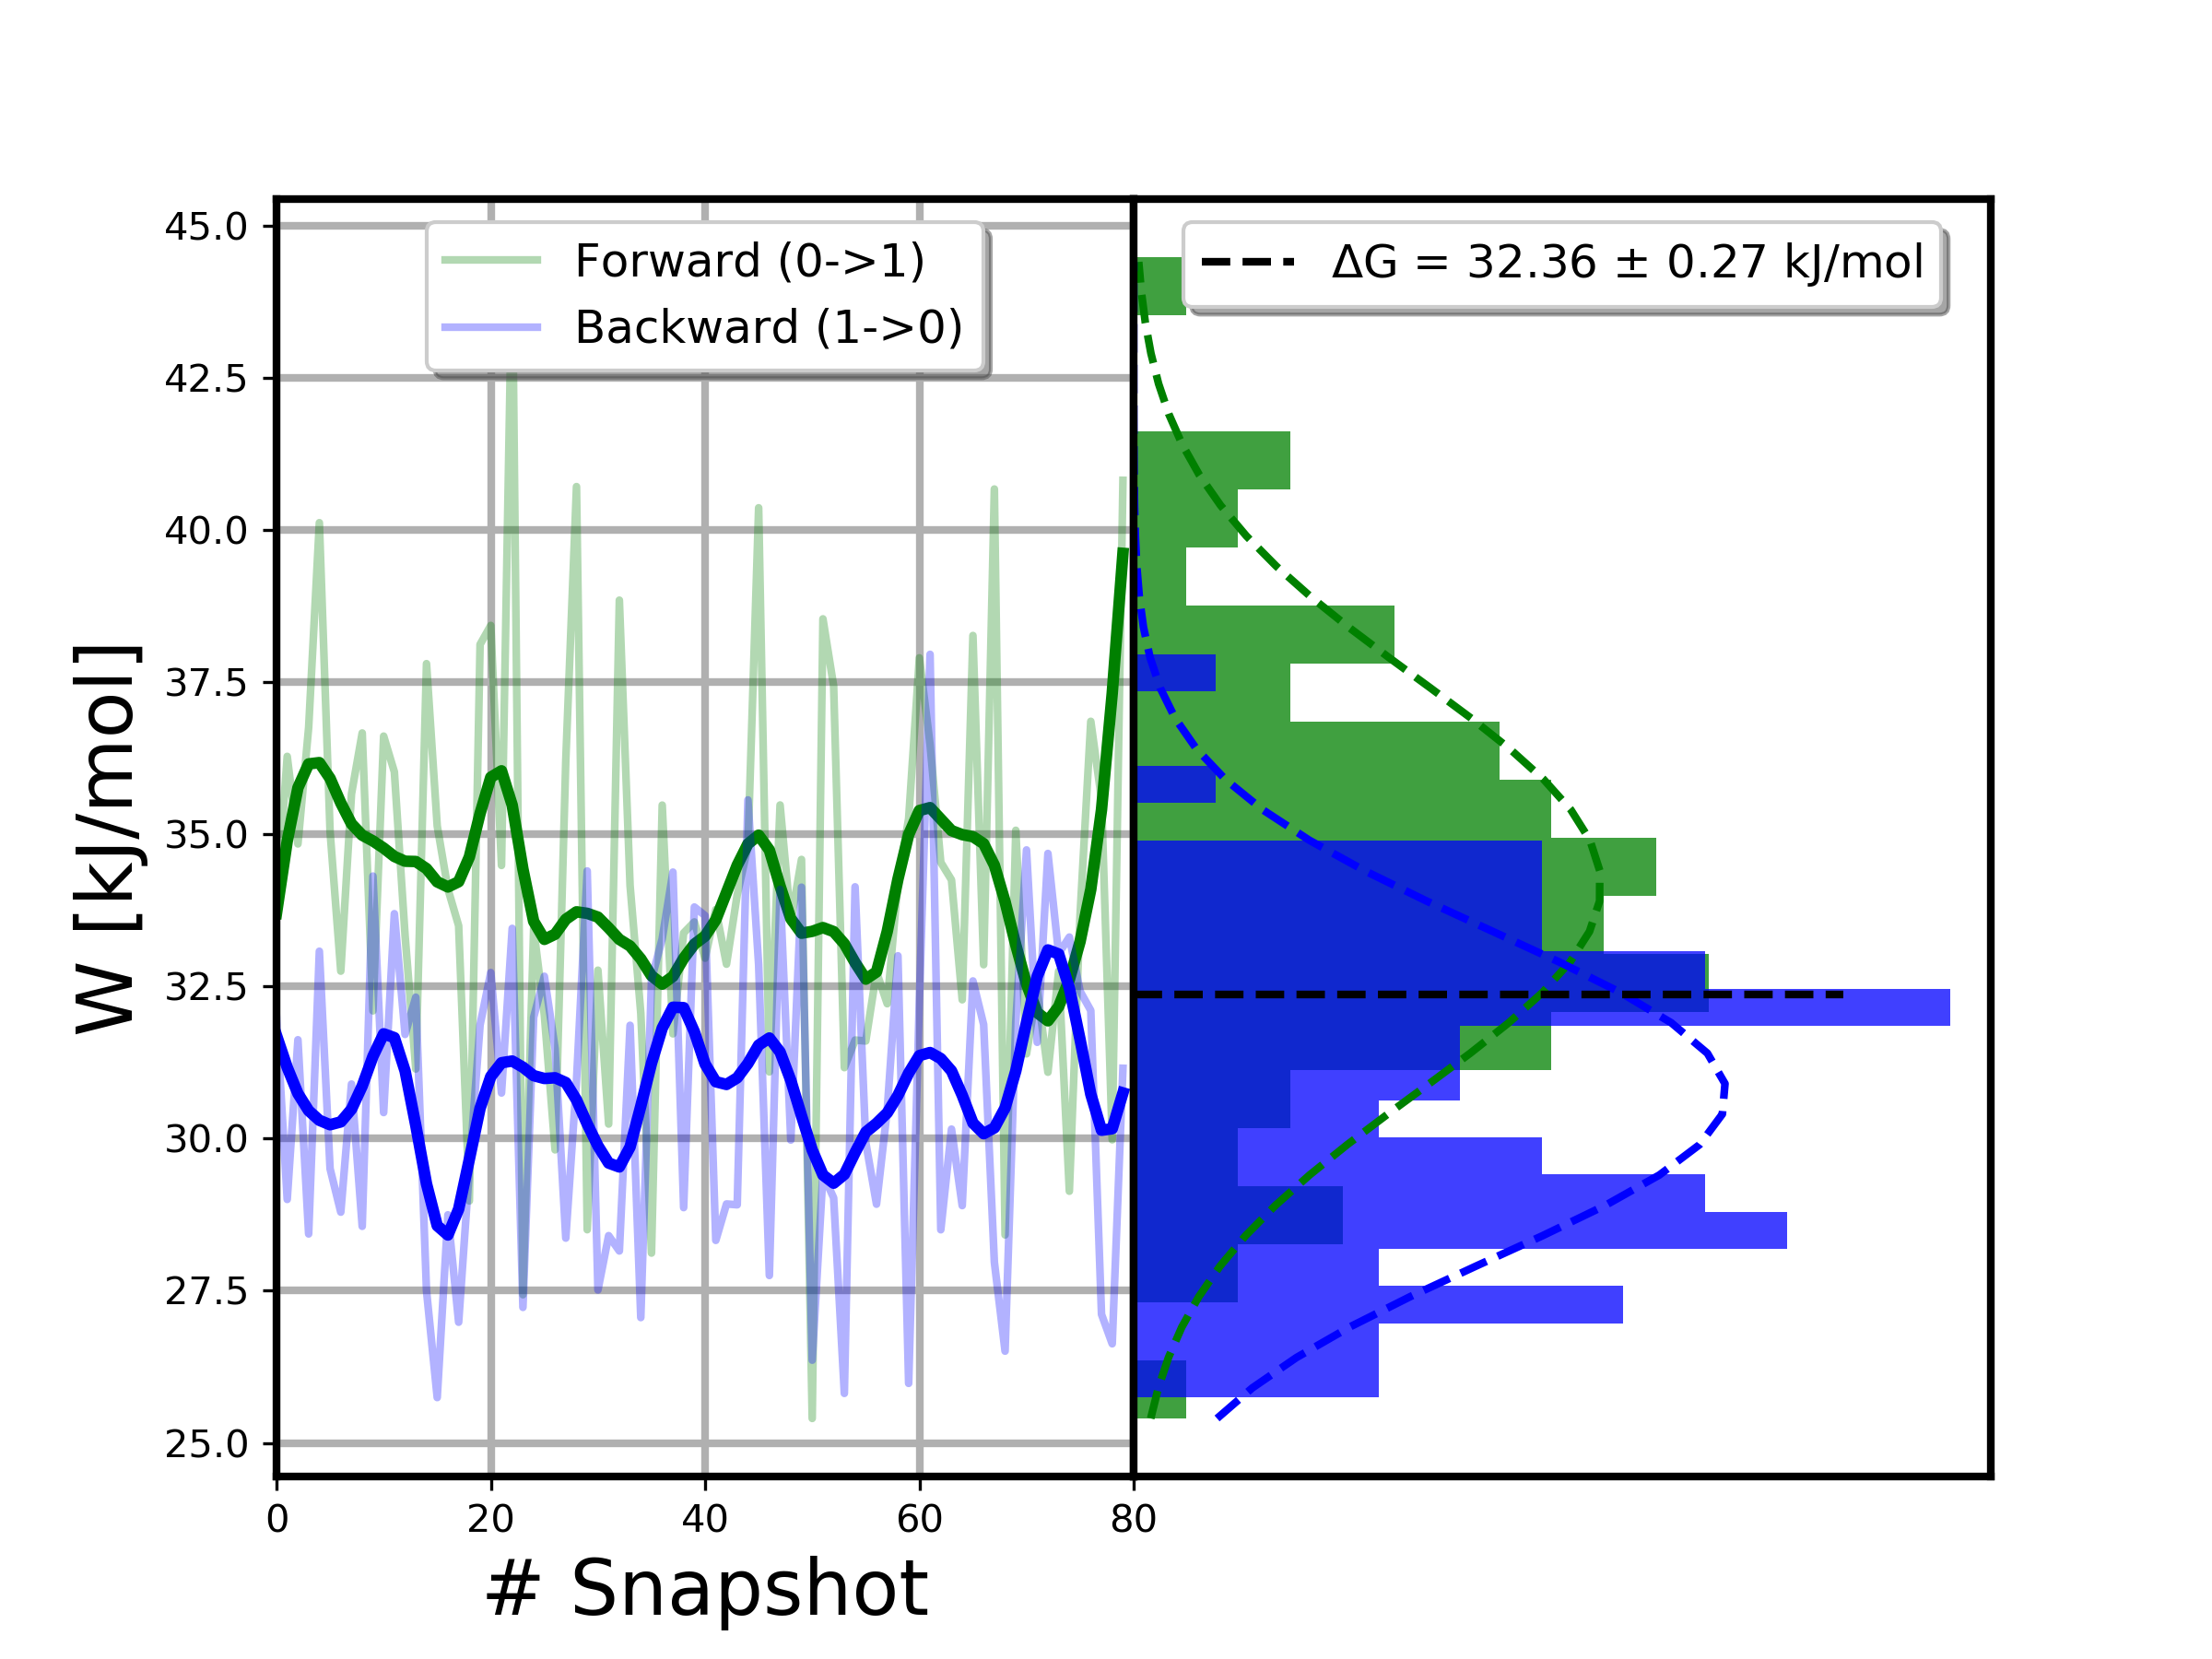 Forward (0->1)
Backward (1->0)
ΔG = 32.36 ± 0.27 kJ/mol
45.0
42.5
40.0
37.5
35.0
32.5
30.0
27.5
25.0
W [kJ/mol]
0 20 40 60 80
# Snapshot